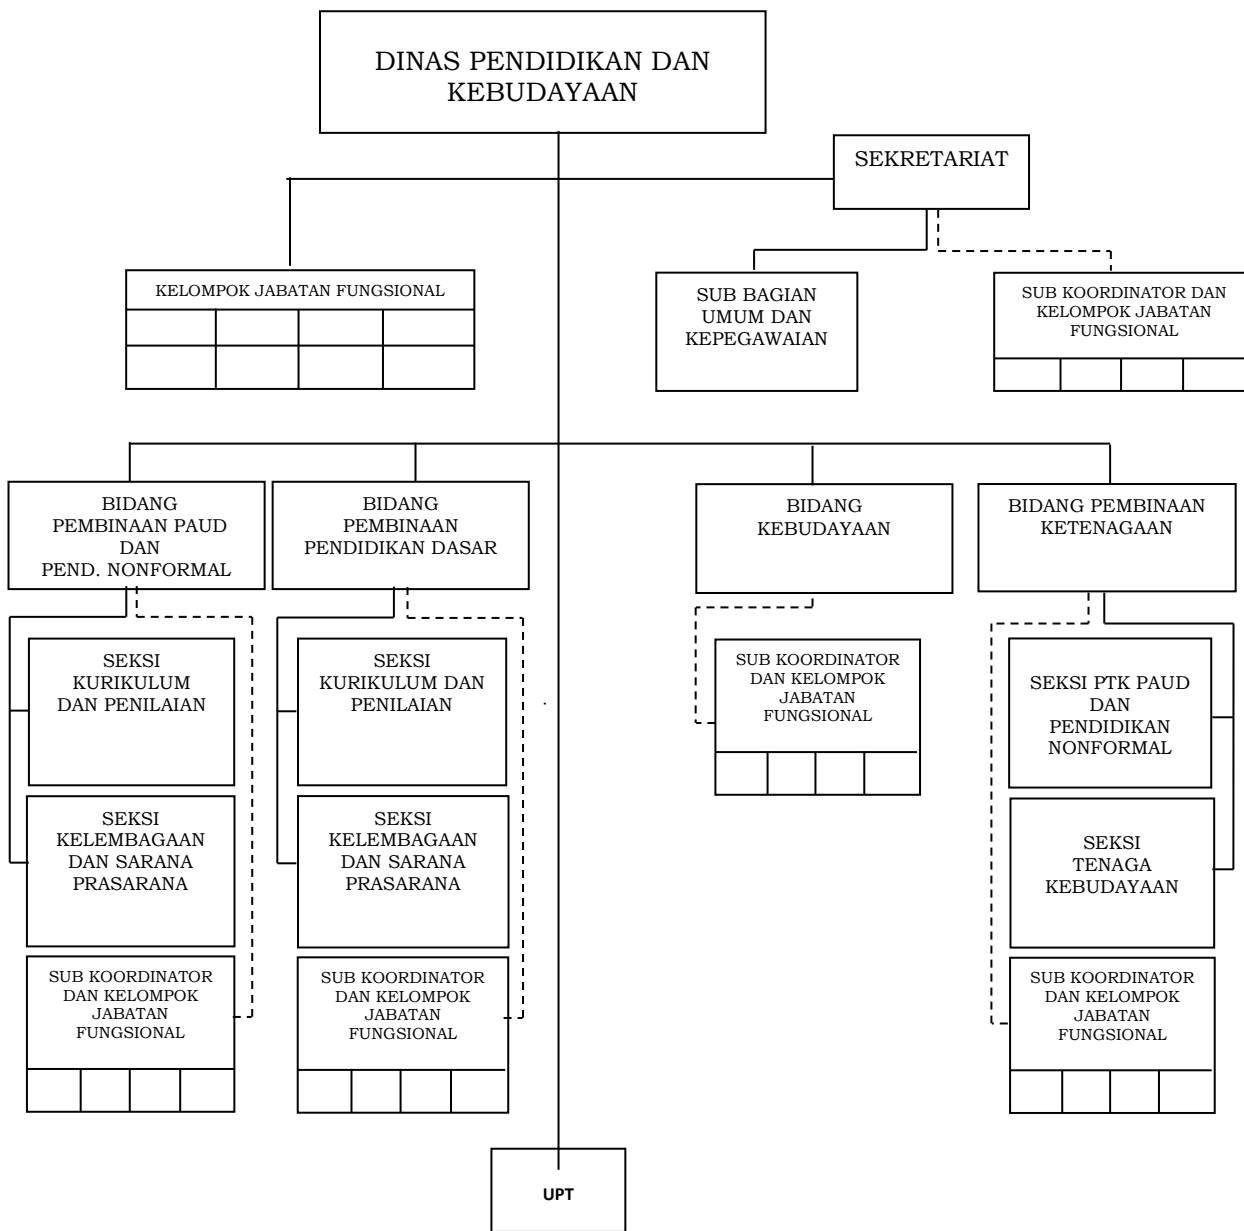 DINAS PENDIDIKAN DAN
KEBUDAYAAN
SEKRETARIAT
KELOMPOK JABATAN FUNGSIONAL
SUB BAGIAN
UMUM DAN
KEPEGAWAIAN
SUB KOORDINATOR DAN
KELOMPOK JABATAN
FUNGSIONAL
BIDANG
PEMBINAAN PAUD
DAN
PEND. NONFORMAL
BIDANG
PEMBINAAN
PENDIDIKAN DASAR
BIDANG
KEBUDAYAAN
BIDANG PEMBINAAN
KETENAGAAN
SEKSI
KURIKULUM
DAN PENILAIAN
SEKSI
KURIKULUM DAN
PENILAIAN
SUB KOORDINATOR
DAN KELOMPOK
JABATAN
FUNGSIONAL
SEKSI PTK PAUD
DAN
PENDIDIKAN
NONFORMAL
SEKSI
KELEMBAGAAN
DAN SARANA
PRASARANA
SEKSI
KELEMBAGAAN
DAN SARANA
PRASARANA
SEKSI
TENAGA
KEBUDAYAAN
SUB KOORDINATOR
DAN KELOMPOK
JABATAN
FUNGSIONAL
SUB KOORDINATOR
DAN KELOMPOK
JABATAN
FUNGSIONAL
SUB KOORDINATOR
DAN KELOMPOK
JABATAN
FUNGSIONAL
UPT